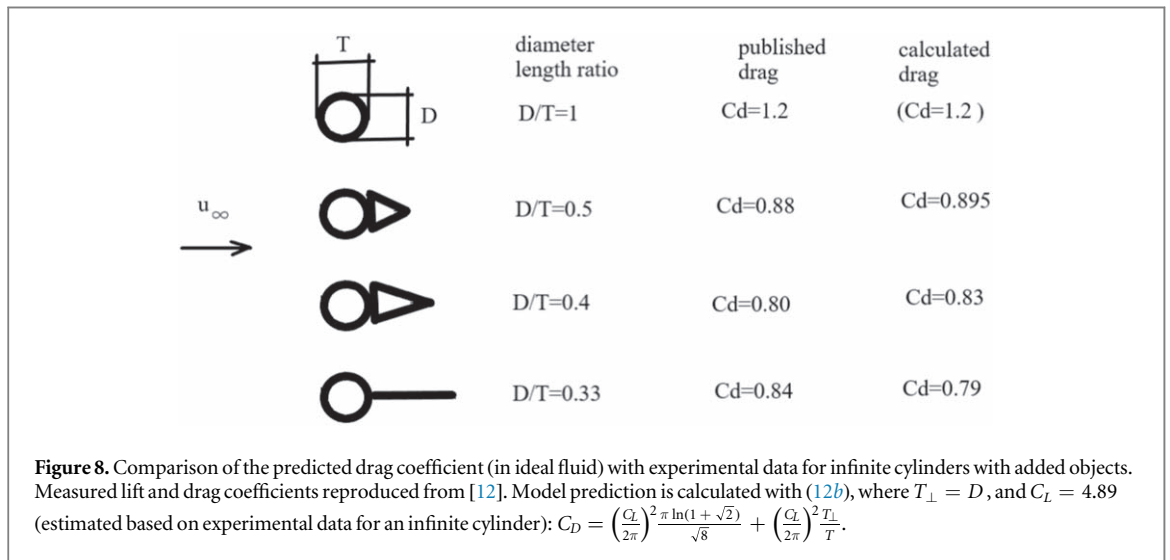 T
diameter
length ratio
published
drag
calculated
drag
D
D/T=1
Cd=1.2
(Cd=1.2 )
u∞
D/T=0.5
Cd=0.88
Cd=0.895
D/T=0.4
Cd=0.80
Cd=0.83
D/T=0.33
Cd=0.84
Cd=0.79
Figure 8. Comparison of the predicted drag coefficient (in ideal fluid) with experimental data for infinite cylinders with added objects.
Measured lift and drag coefficients reproduced from [12]. Model prediction is calculated with (12b), where T⊥ = D, and CL = 4.89
(estimated based on experimental data for an infinite cylinder): CD = (CL/2π)² π ln(1 + √2)/√8 + (CL/2π)² T⊥/T.